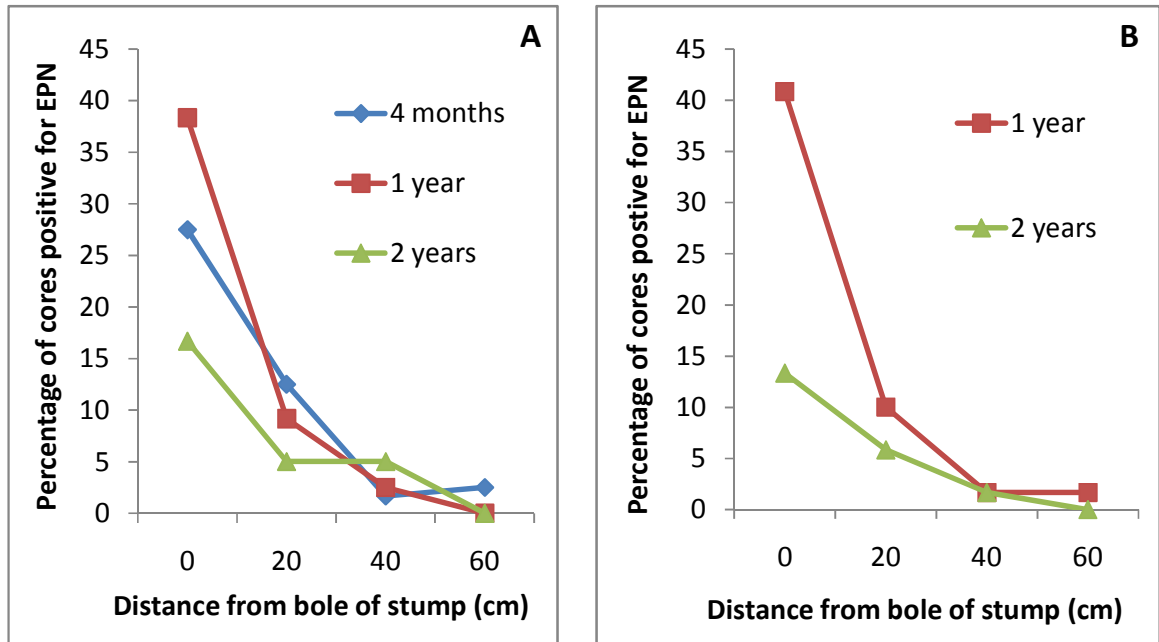 A
Percentage of cores positive for EPN
45
40
35
30
25
20
15
10
5
0
4 months
1 year
2 years
0 20 40 60
Distance from bole of stump (cm)
B
Percentage of cores postive for EPN
45
40
35
30
25
20
15
10
5
0
1 year
2 years
0 20 40 60
Distance from bole of stump (cm)